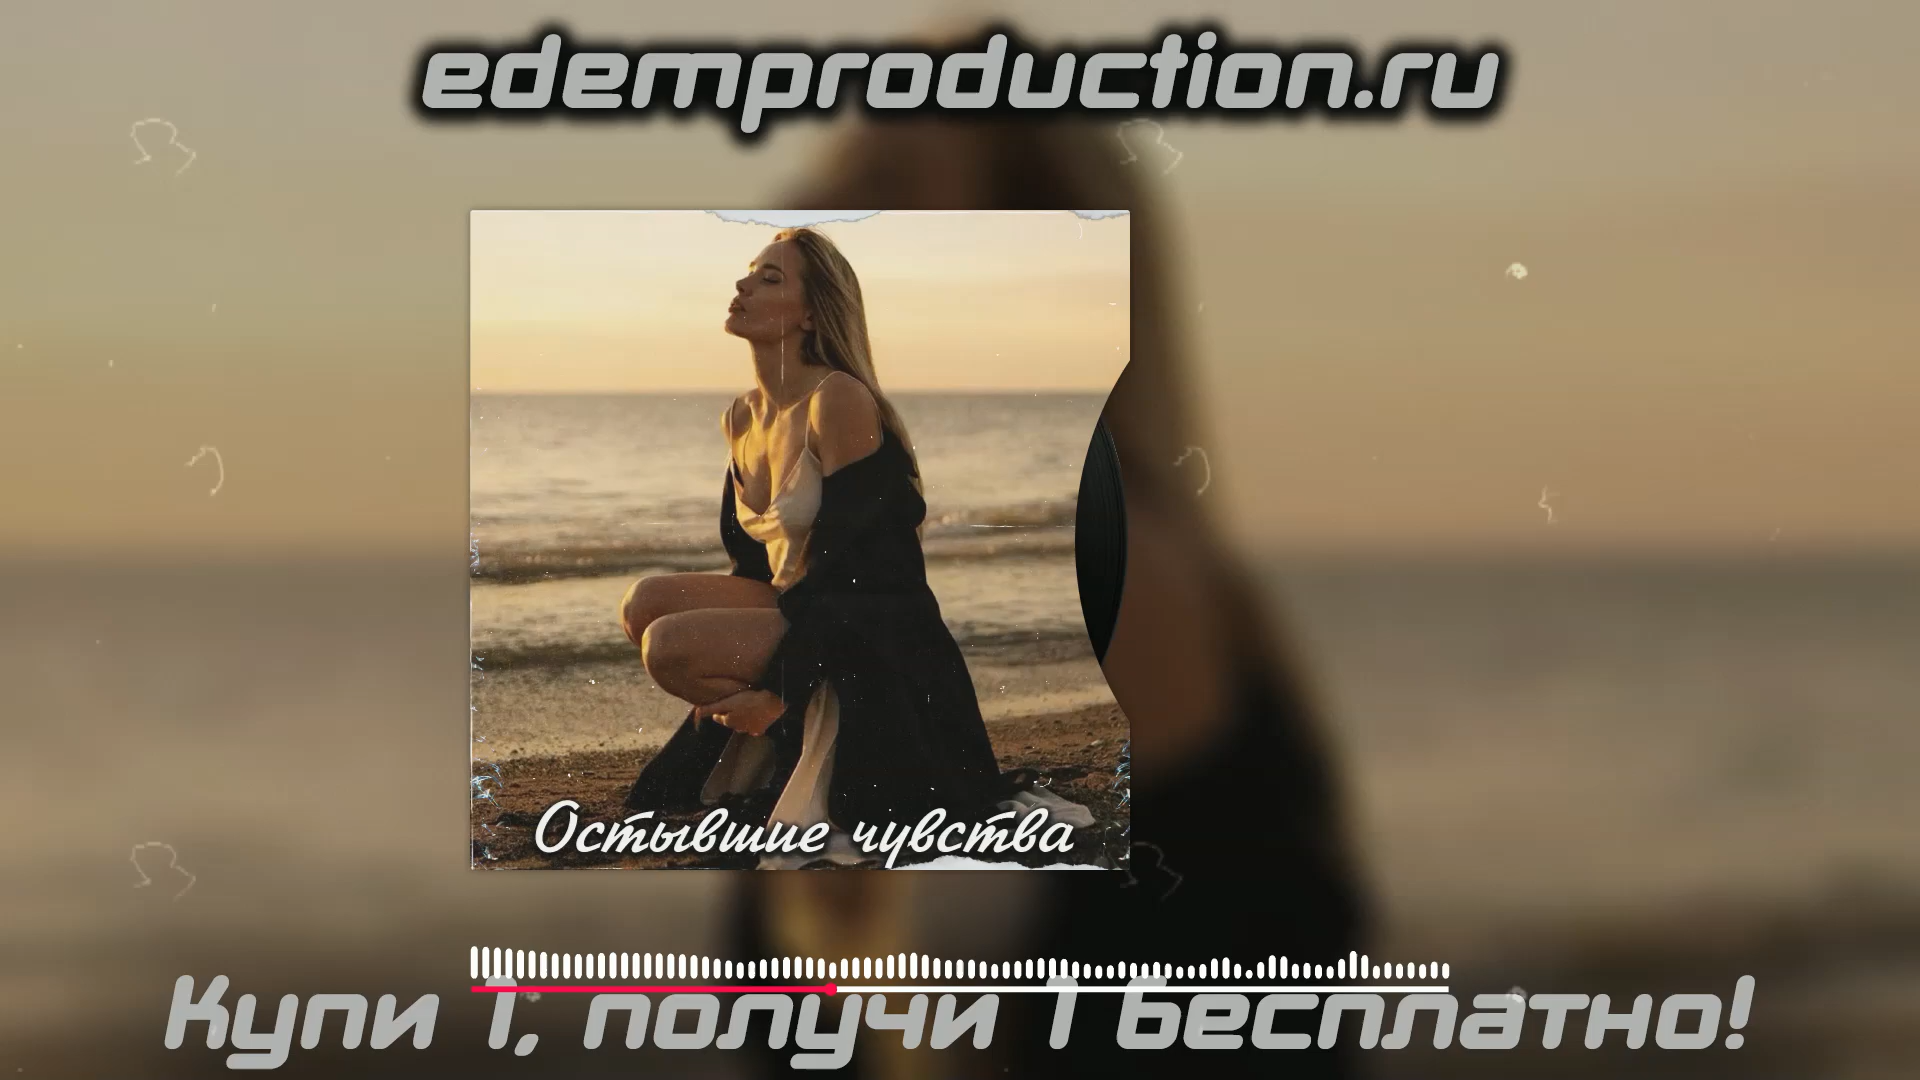 edemproduction.ru
Остывшие чувства
Купи 1, получи 1 бесплатно!